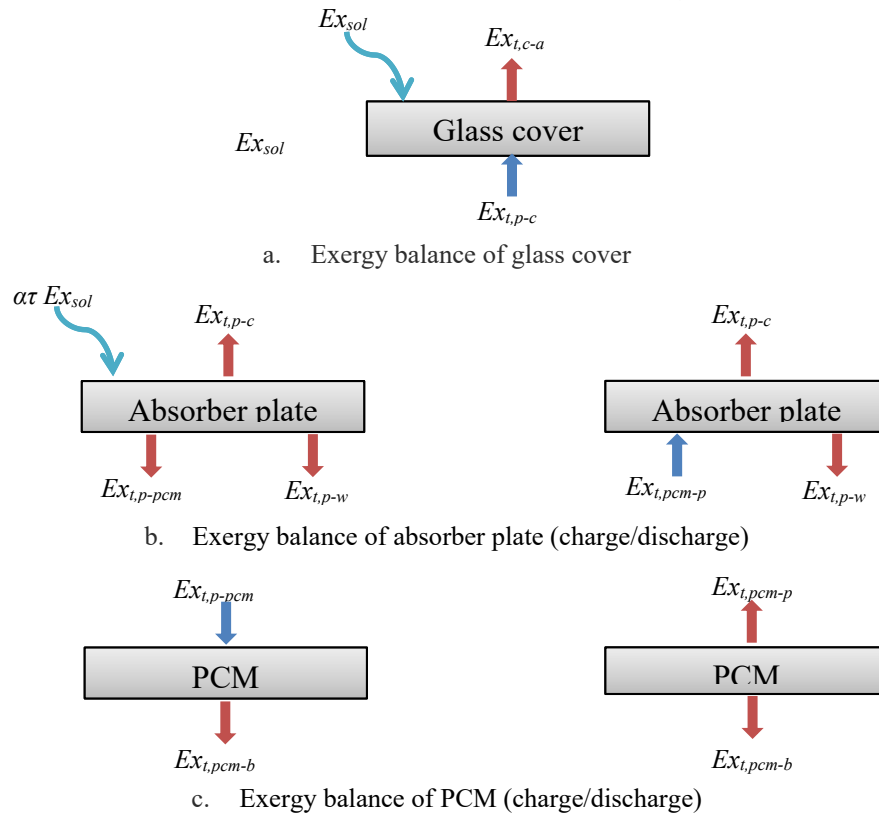 Ex_sol
Ex_t,c-a
Glass cover
Ex_sol
Ex_t,p-c
a. Exergy balance of glass cover
ατ Ex_sol
Ex_t,p-c
Ex_t,p-c
Absorber plate
Absorber plate
Ex_t,p-pcm
Ex_t,p-w
Ex_t,pcm-p
Ex_t,p-w
b. Exergy balance of absorber plate (charge/discharge)
Ex_t,p-pcm
Ex_t,pcm-p
PCM
PCM
Ex_t,pcm-b
Ex_t,pcm-b
c. Exergy balance of PCM (charge/discharge)